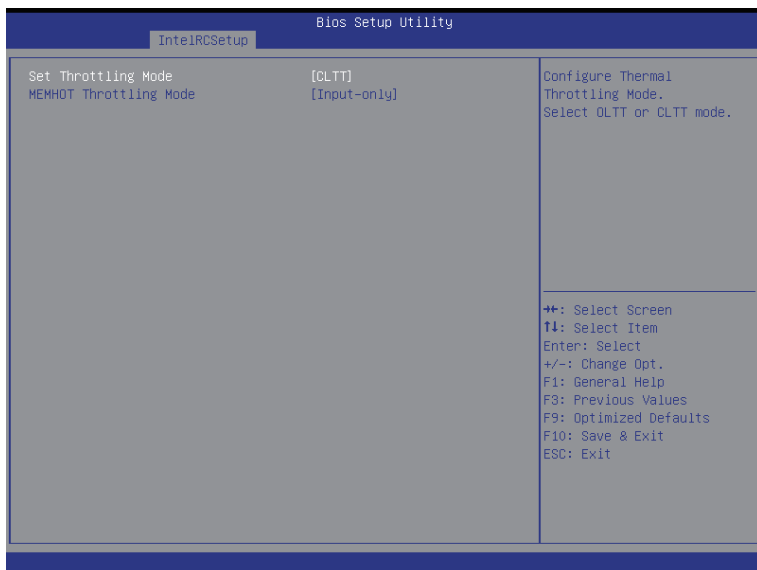 Bios Setup Utility
IntelRCSetup
Set Throttling Mode [CLTT]
MEMHOT Throttling Mode [Input-only]
Configure Thermal
Throttling Mode.
Select OLTT or CLTT mode.
→←: Select Screen
↑↓: Select Item
Enter: Select
+/-: Change Opt.
F1: General Help
F3: Previous Values
F9: Optimized Defaults
F10: Save & Exit
ESC: Exit